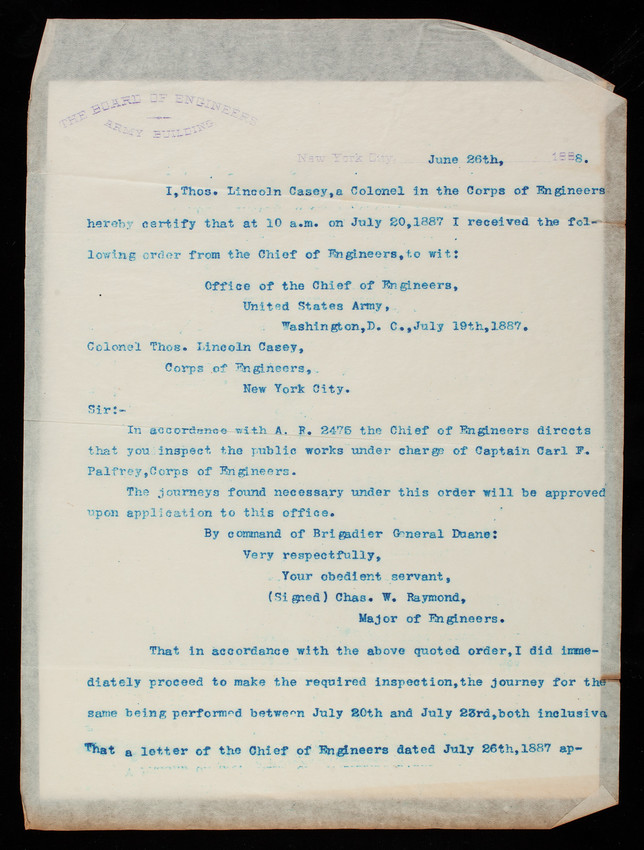 THE BOARD OF ENGINEERS
ARMY BUILDING
New York City, June 26th, 1888.
I,Thos. Lincoln Casey,a Colonel in the Corps of Engineers
hereby certify that at 10 a.m. on July 20,1887 I received the fol-
lowing order from the Chief of Engineers,to wit:
Office of the Chief of Engineers,
United States Army,
Washington,D. C.,July 19th,1887.
Colonel Thos. Lincoln Casey,
Corps of Engineers,
New York City.
Sir:-
In accordance with A. R. 2475 the Chief of Engineers directs
that you inspect the public works under charge of Captain Carl F.
Palfrey,Corps of Engineers.
The journeys found necessary under this order will be approved
upon application to this office.
By command of Brigadier General Duane:
Very respectfully,
Your obedient servant,
(Signed) Chas. W. Raymond,
Major of Engineers.
That in accordance with the above quoted order,I did imme-
diately proceed to make the required inspection,the journey for the
same being performed between July 20th and July 23rd,both inclusive
That a letter of the Chief of Engineers dated July 26th,1887 ap-